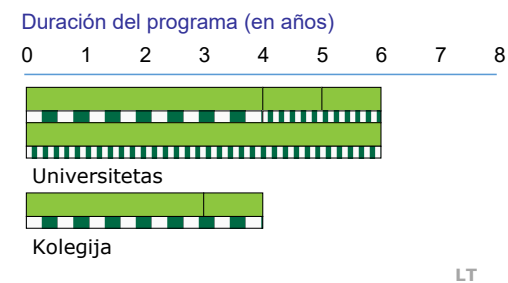 Duración del programa (en años)
0 1 2 3 4 5 6 7 8
Universitetas
Kolegija
LT